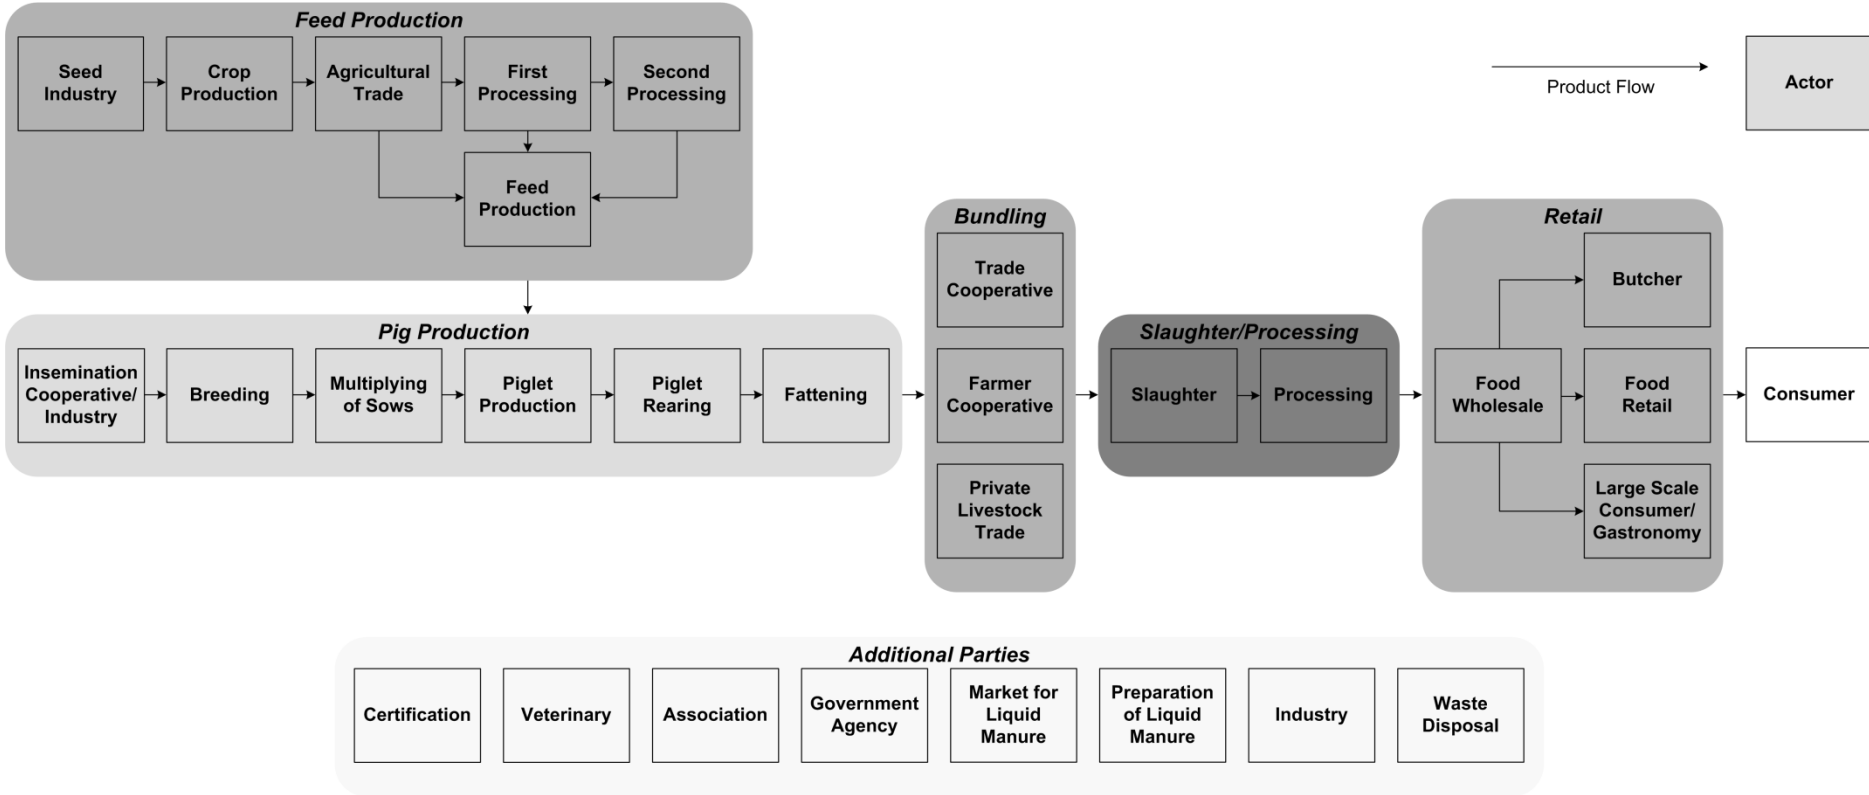 Feed Production
Seed
Industry
Crop
Production
Agricultural
Trade
First
Processing
Second
Processing
Feed
Production
Product Flow
Actor
Pig Production
Insemination
Cooperative/
Industry
Breeding
Multiplying
of Sows
Piglet
Production
Piglet
Rearing
Fattening
Bundling
Trade
Cooperative
Farmer
Cooperative
Private
Livestock
Trade
Slaughter/Processing
Slaughter
Processing
Retail
Food
Wholesale
Butcher
Food
Retail
Large Scale
Consumer/
Gastronomy
Consumer
Additional Parties
Certification
Veterinary
Association
Government
Agency
Market for
Liquid
Manure
Preparation
of Liquid
Manure
Industry
Waste
Disposal